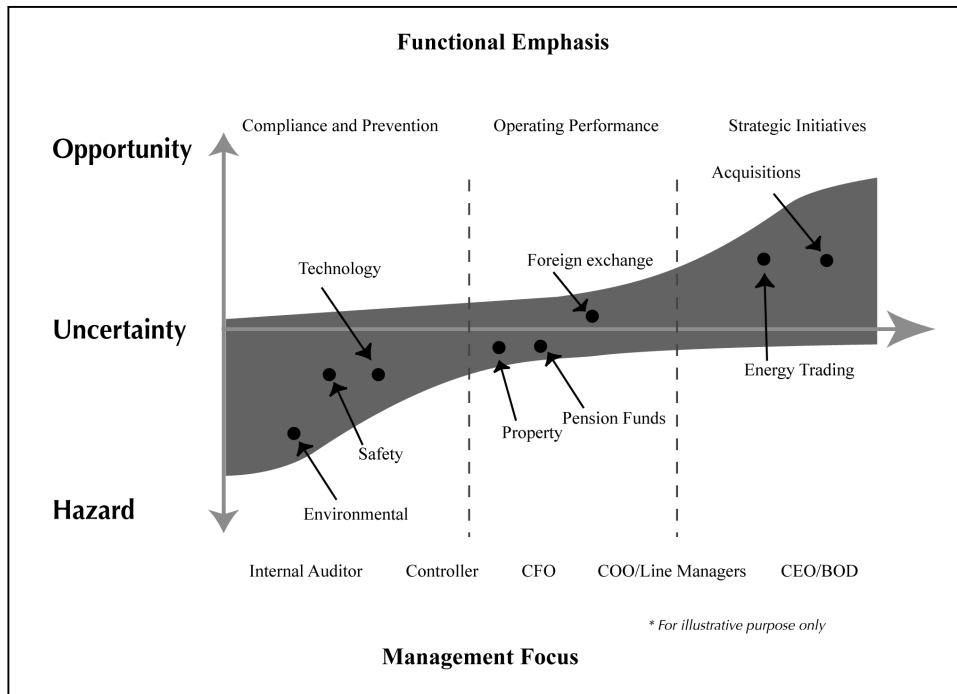 Functional Emphasis
Compliance and Prevention
Operating Performance
Strategic Initiatives
Opportunity
Acquisitions
Technology
Foreign exchange
Uncertainty
Energy Trading
Pension Funds
Property
Safety
Hazard
Environmental
Internal Auditor
Controller
CFO
COO/Line Managers
CEO/BOD
* For illustrative purpose only
Management Focus